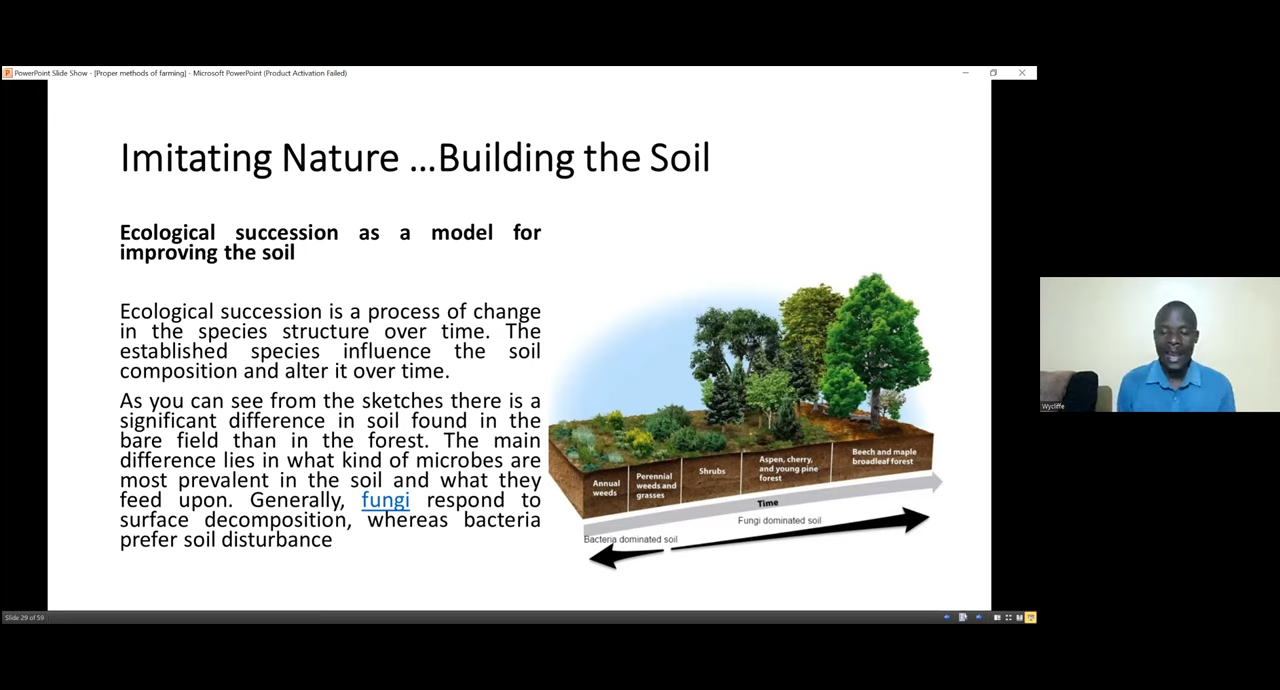 PowerPoint Slide Show - [Proper methods of farming] - Microsoft PowerPoint (Product Activation Failed)
Imitating Nature ...Building the Soil
Ecological succession as a model for
improving the soil
Ecological succession is a process of change
in the species structure over time. The
established species influence the soil
composition and alter it over time.
As you can see from the sketches there is a
significant difference in soil found in the
bare field than in the forest. The main
difference lies in what kind of microbes are
most prevalent in the soil and what they
feed upon. Generally, fungi respond to
surface decomposition, whereas bacteria
prefer soil disturbance
Annual
weeds
Perennial
weeds and
grasses
Shrubs
Aspen, cherry,
and young pine
forest
Beech and maple
broadleaf forest
Time
Fungi dominated soil
Bacteria dominated soil
Wycliffe
Slide 29 of 59